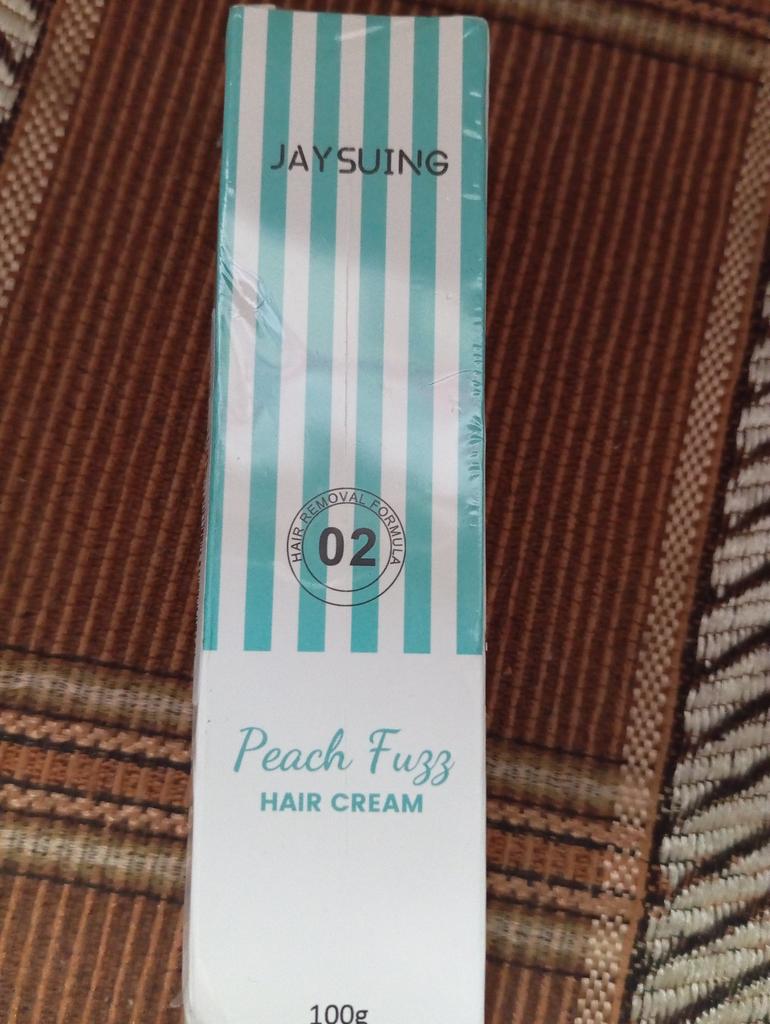 JAYSUING
HAIR REMOVAL FORMULA
02
Peach Fuzz
HAIR CREAM
100g